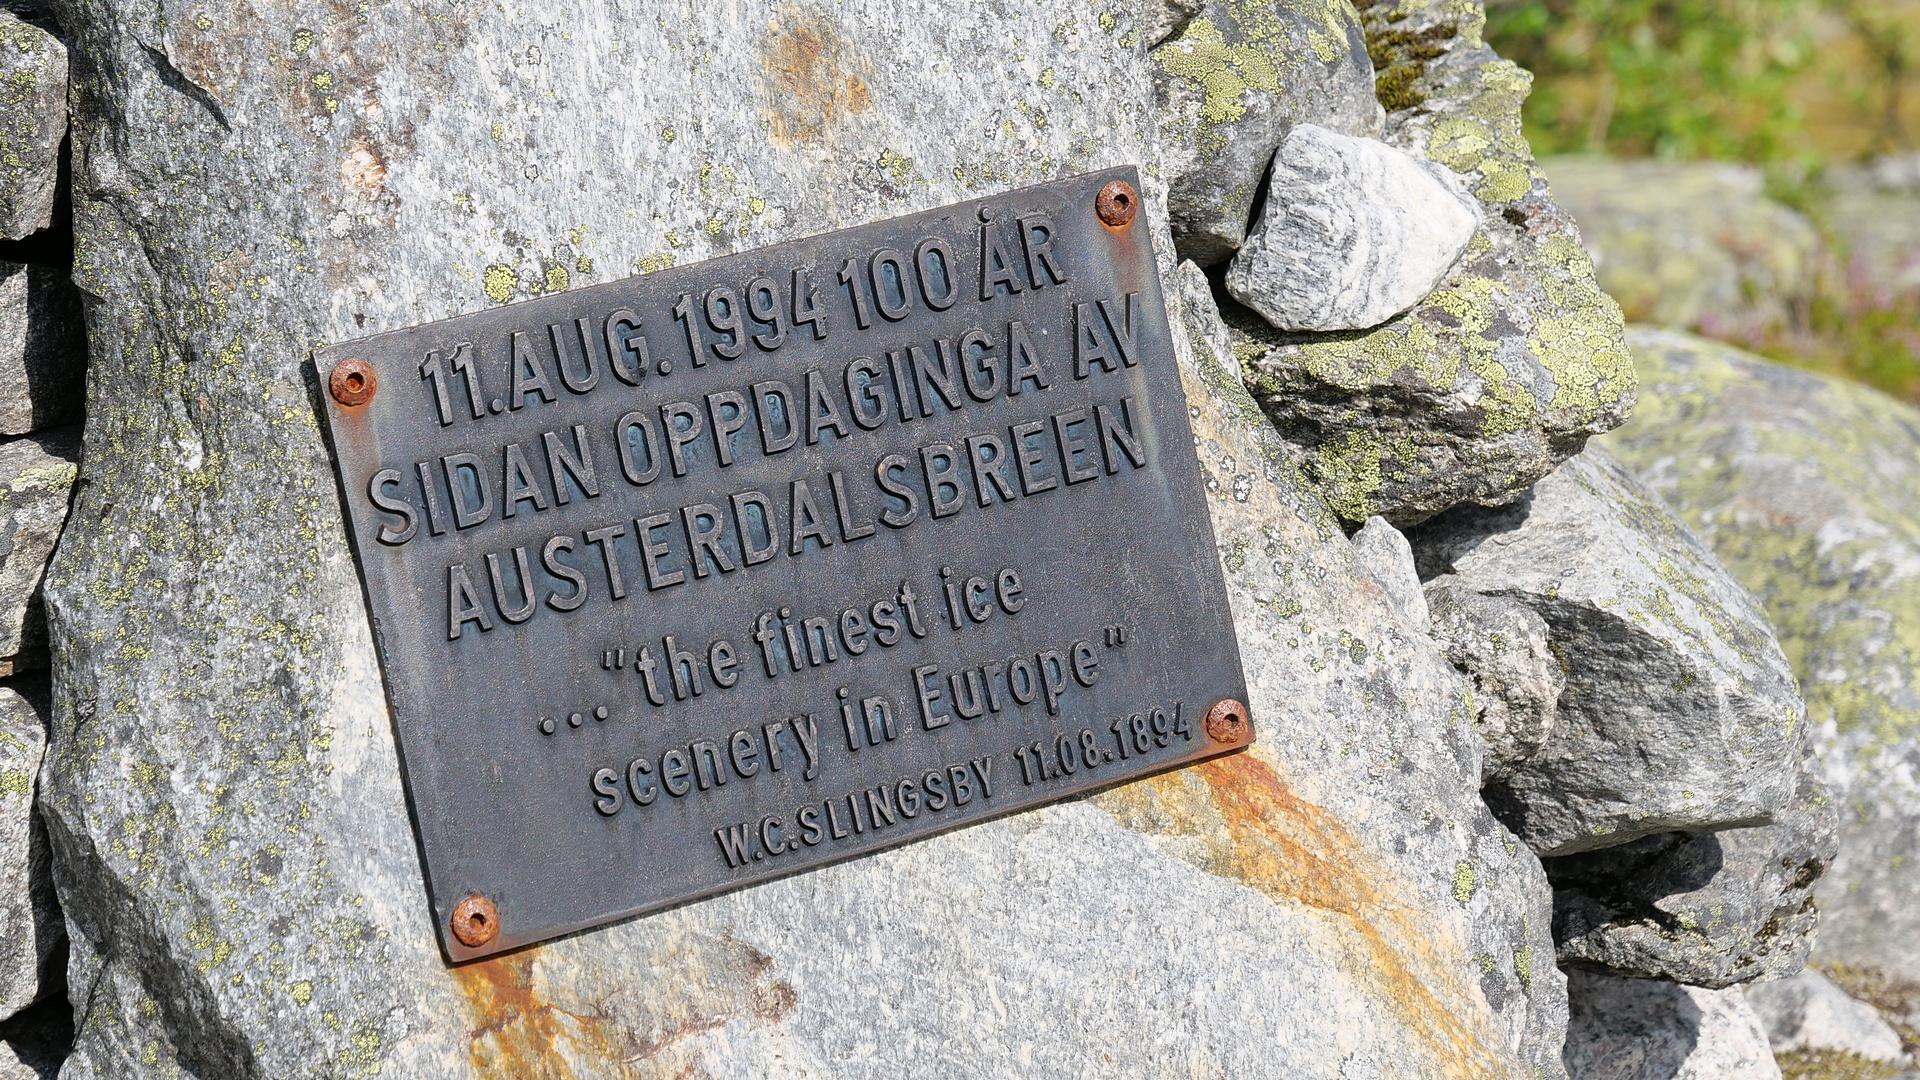 11.AUG.1994 100 ÅR
SIDAN OPPDAGINGA AV
AUSTERDALSBREEN
..."the finest ice
scenery in Europe"
W.C.SLINGSBY 11.08.1894